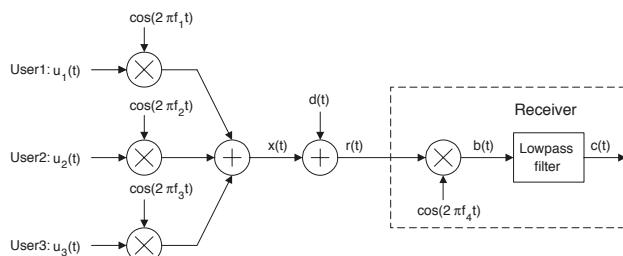 cos(2 πf₁t)
User1: u₁(t)
cos(2 πf₂t)
d(t)
Receiver
User2: u₂(t)
x(t)
r(t)
b(t)
Lowpass
filter
c(t)
cos(2 πf₃t)
cos(2 πf₄t)
User3: u₃(t)